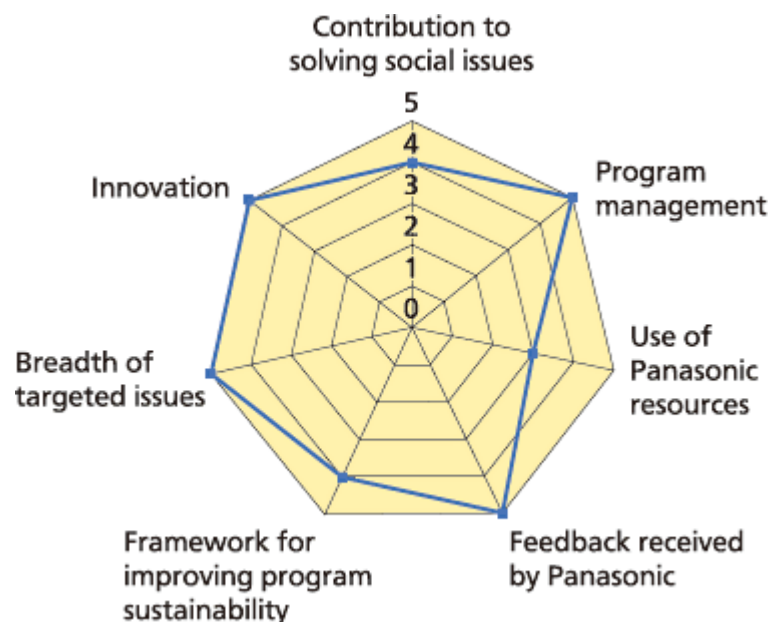 Contribution to
solving social issues
5
4
3
2
1
0
Program
management
Use of
Panasonic
resources
Feedback received
by Panasonic
Framework for
improving program
sustainability
Breadth of
targeted issues
Innovation